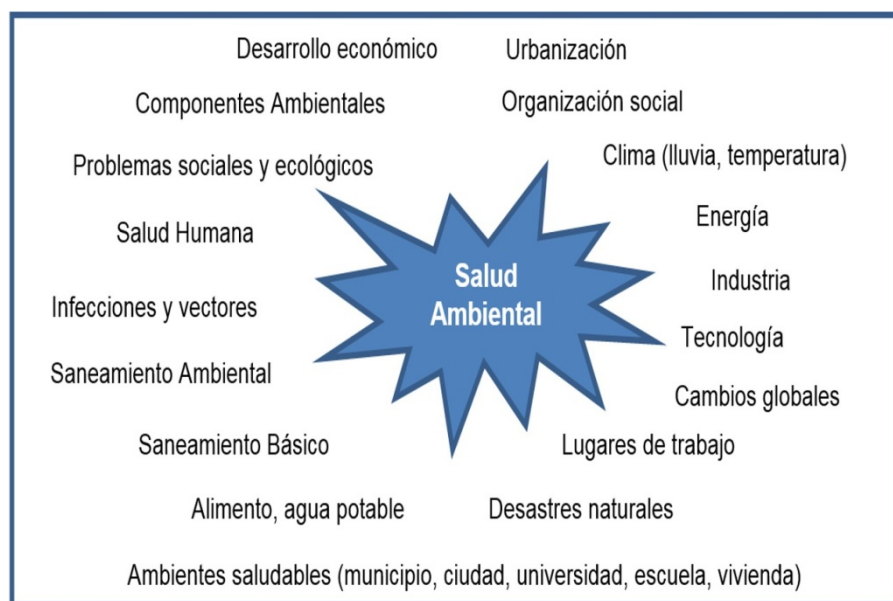 Desarrollo económico
Urbanización
Componentes Ambientales
Organización social
Problemas sociales y ecológicos
Clima (lluvia, temperatura)
Salud Humana
Energía
Salud
Ambiental
Industria
Infecciones y vectores
Tecnología
Saneamiento Ambiental
Cambios globales
Saneamiento Básico
Lugares de trabajo
Alimento, agua potable
Desastres naturales
Ambientes saludables (municipio, ciudad, universidad, escuela, vivienda)